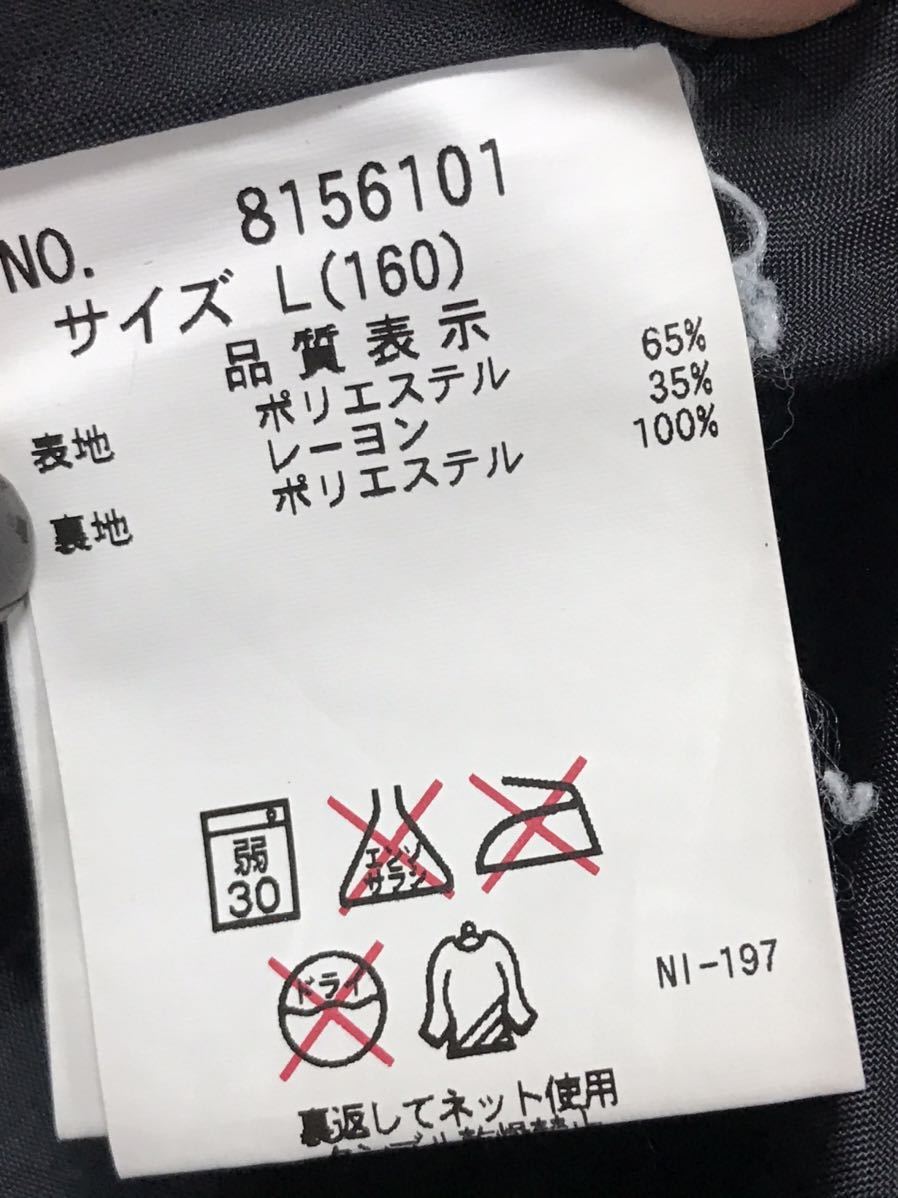 NO. 8156101
サイズ L(160)
品質表示
表地 ポリエステル 65%
レーヨン 35%
裏地 ポリエステル 100%
弱
30
エンソ
サラシ
ドライ
NI-197
裏返してネット使用